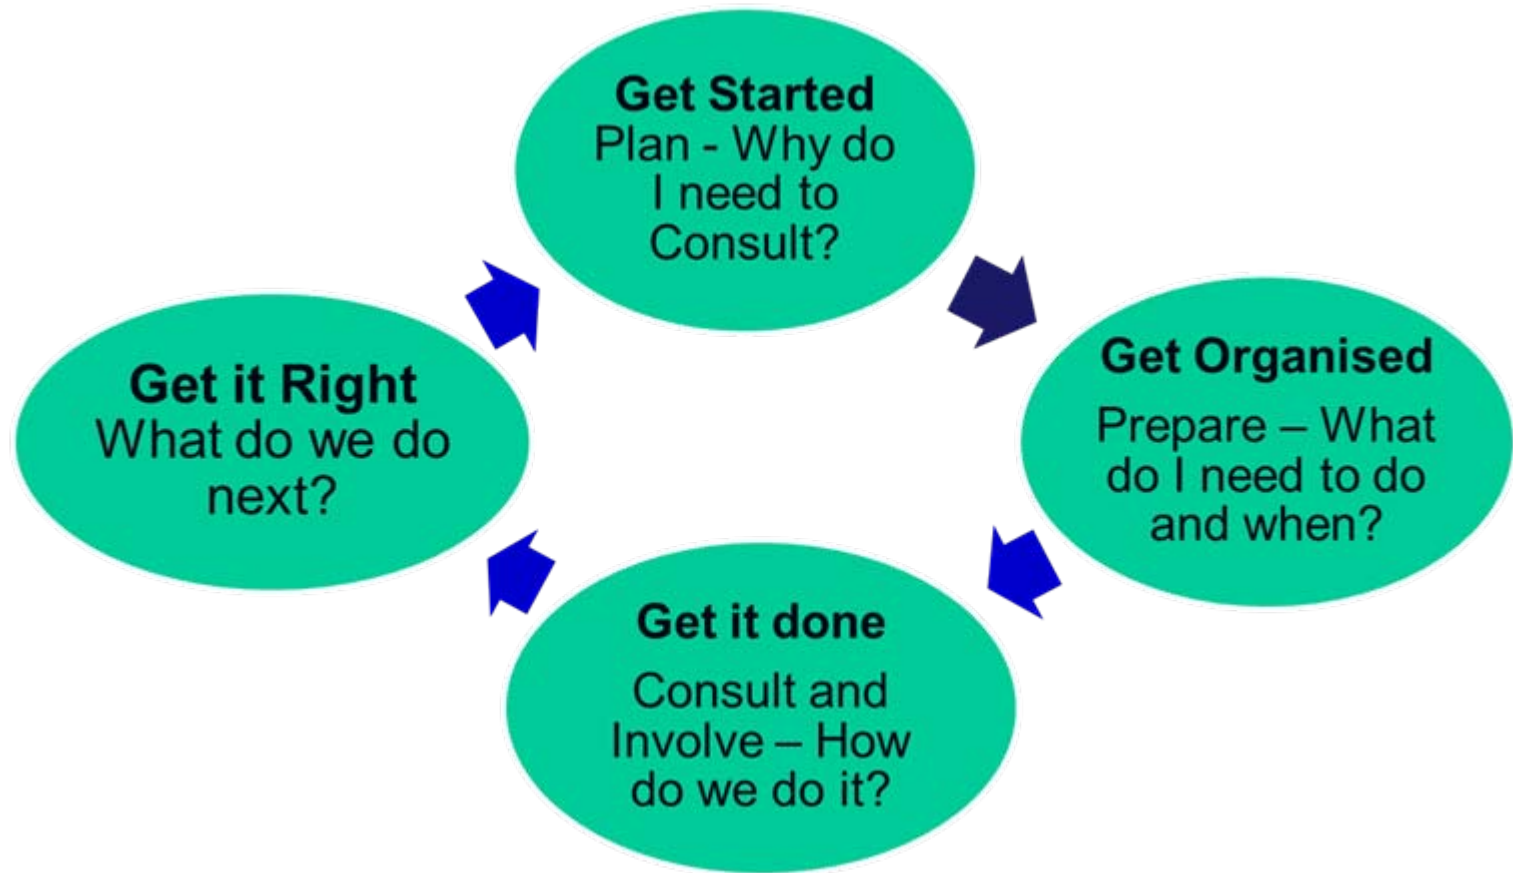 Get Started
Plan - Why do
I need to
Consult?
Get Organised
Prepare – What
do I need to do
and when?
Get it done
Consult and
Involve – How
do we do it?
Get it Right
What do we do
next?